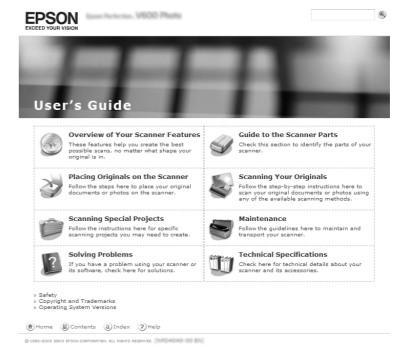 EPSON
EXCEED YOUR VISION
User's Guide
Overview of Your Scanner Features
These features help you create the best
possible scans, no matter what shape your
original is in.
Guide to the Scanner Parts
Check this section to identify the parts of your
scanner.
Placing Originals on the Scanner
Follow the steps here to place your original
documents or photos on the scanner.
Scanning Your Originals
Follow the step-by-step instructions here to
scan your original documents or photos using
any of the available scanning methods.
Scanning Special Projects
Follow the instructions here for specific
scanning projects you may need to create.
Maintenance
Follow the guidelines here to maintain and
transport your scanner.
Solving Problems
If you have a problem using your scanner or
its software, check here for solutions.
Technical Specifications
Check here for technical details about your
scanner and its accessories.
» Safety
» Copyright and Trademarks
» Operating System Versions
Home Contents Index ? Help